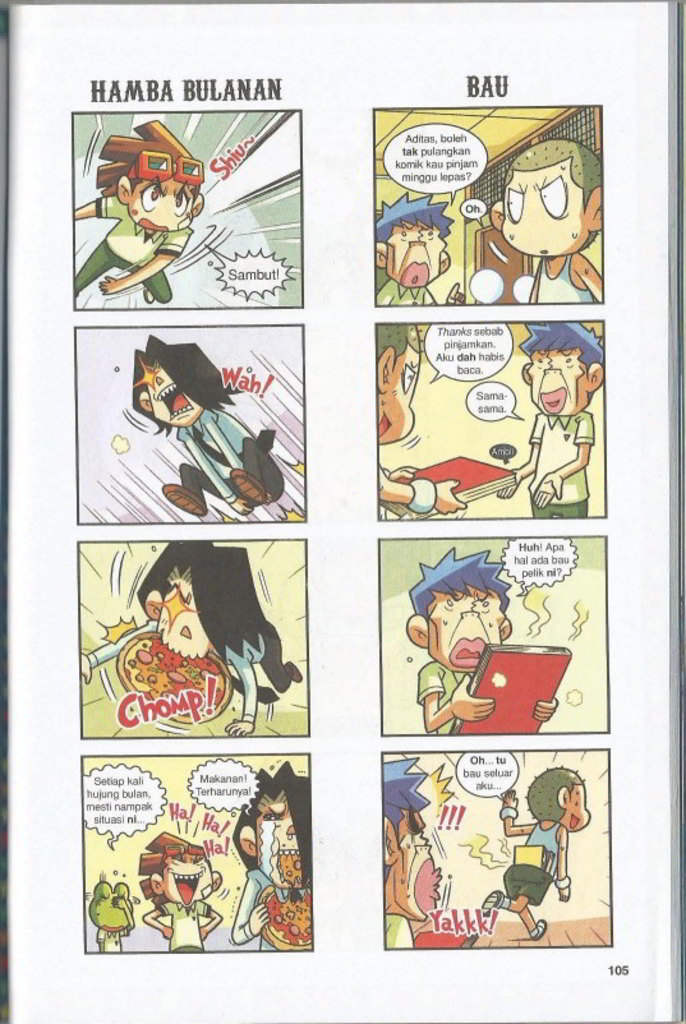 HAMBA BULANAN
Shiu~
Sambut!
Wah!
Chomp!
Setiap kali
hujung bulan,
mesti nampak
situasi ni...
Makanan!
Terharunya!
Ha!
Ha!
Ha!
BAU
Aditas, boleh
tak pulangkan
komik kau pinjam
minggu lepas?
Oh.
Thanks sebab
pinjamkan.
Aku dah habis
baca.
Sama-
sama.
Ambil
Huh! Apa
hal ada bau
pelik ni?
Oh... tu
bau seluar
aku...
!!!
Yakkk!
105